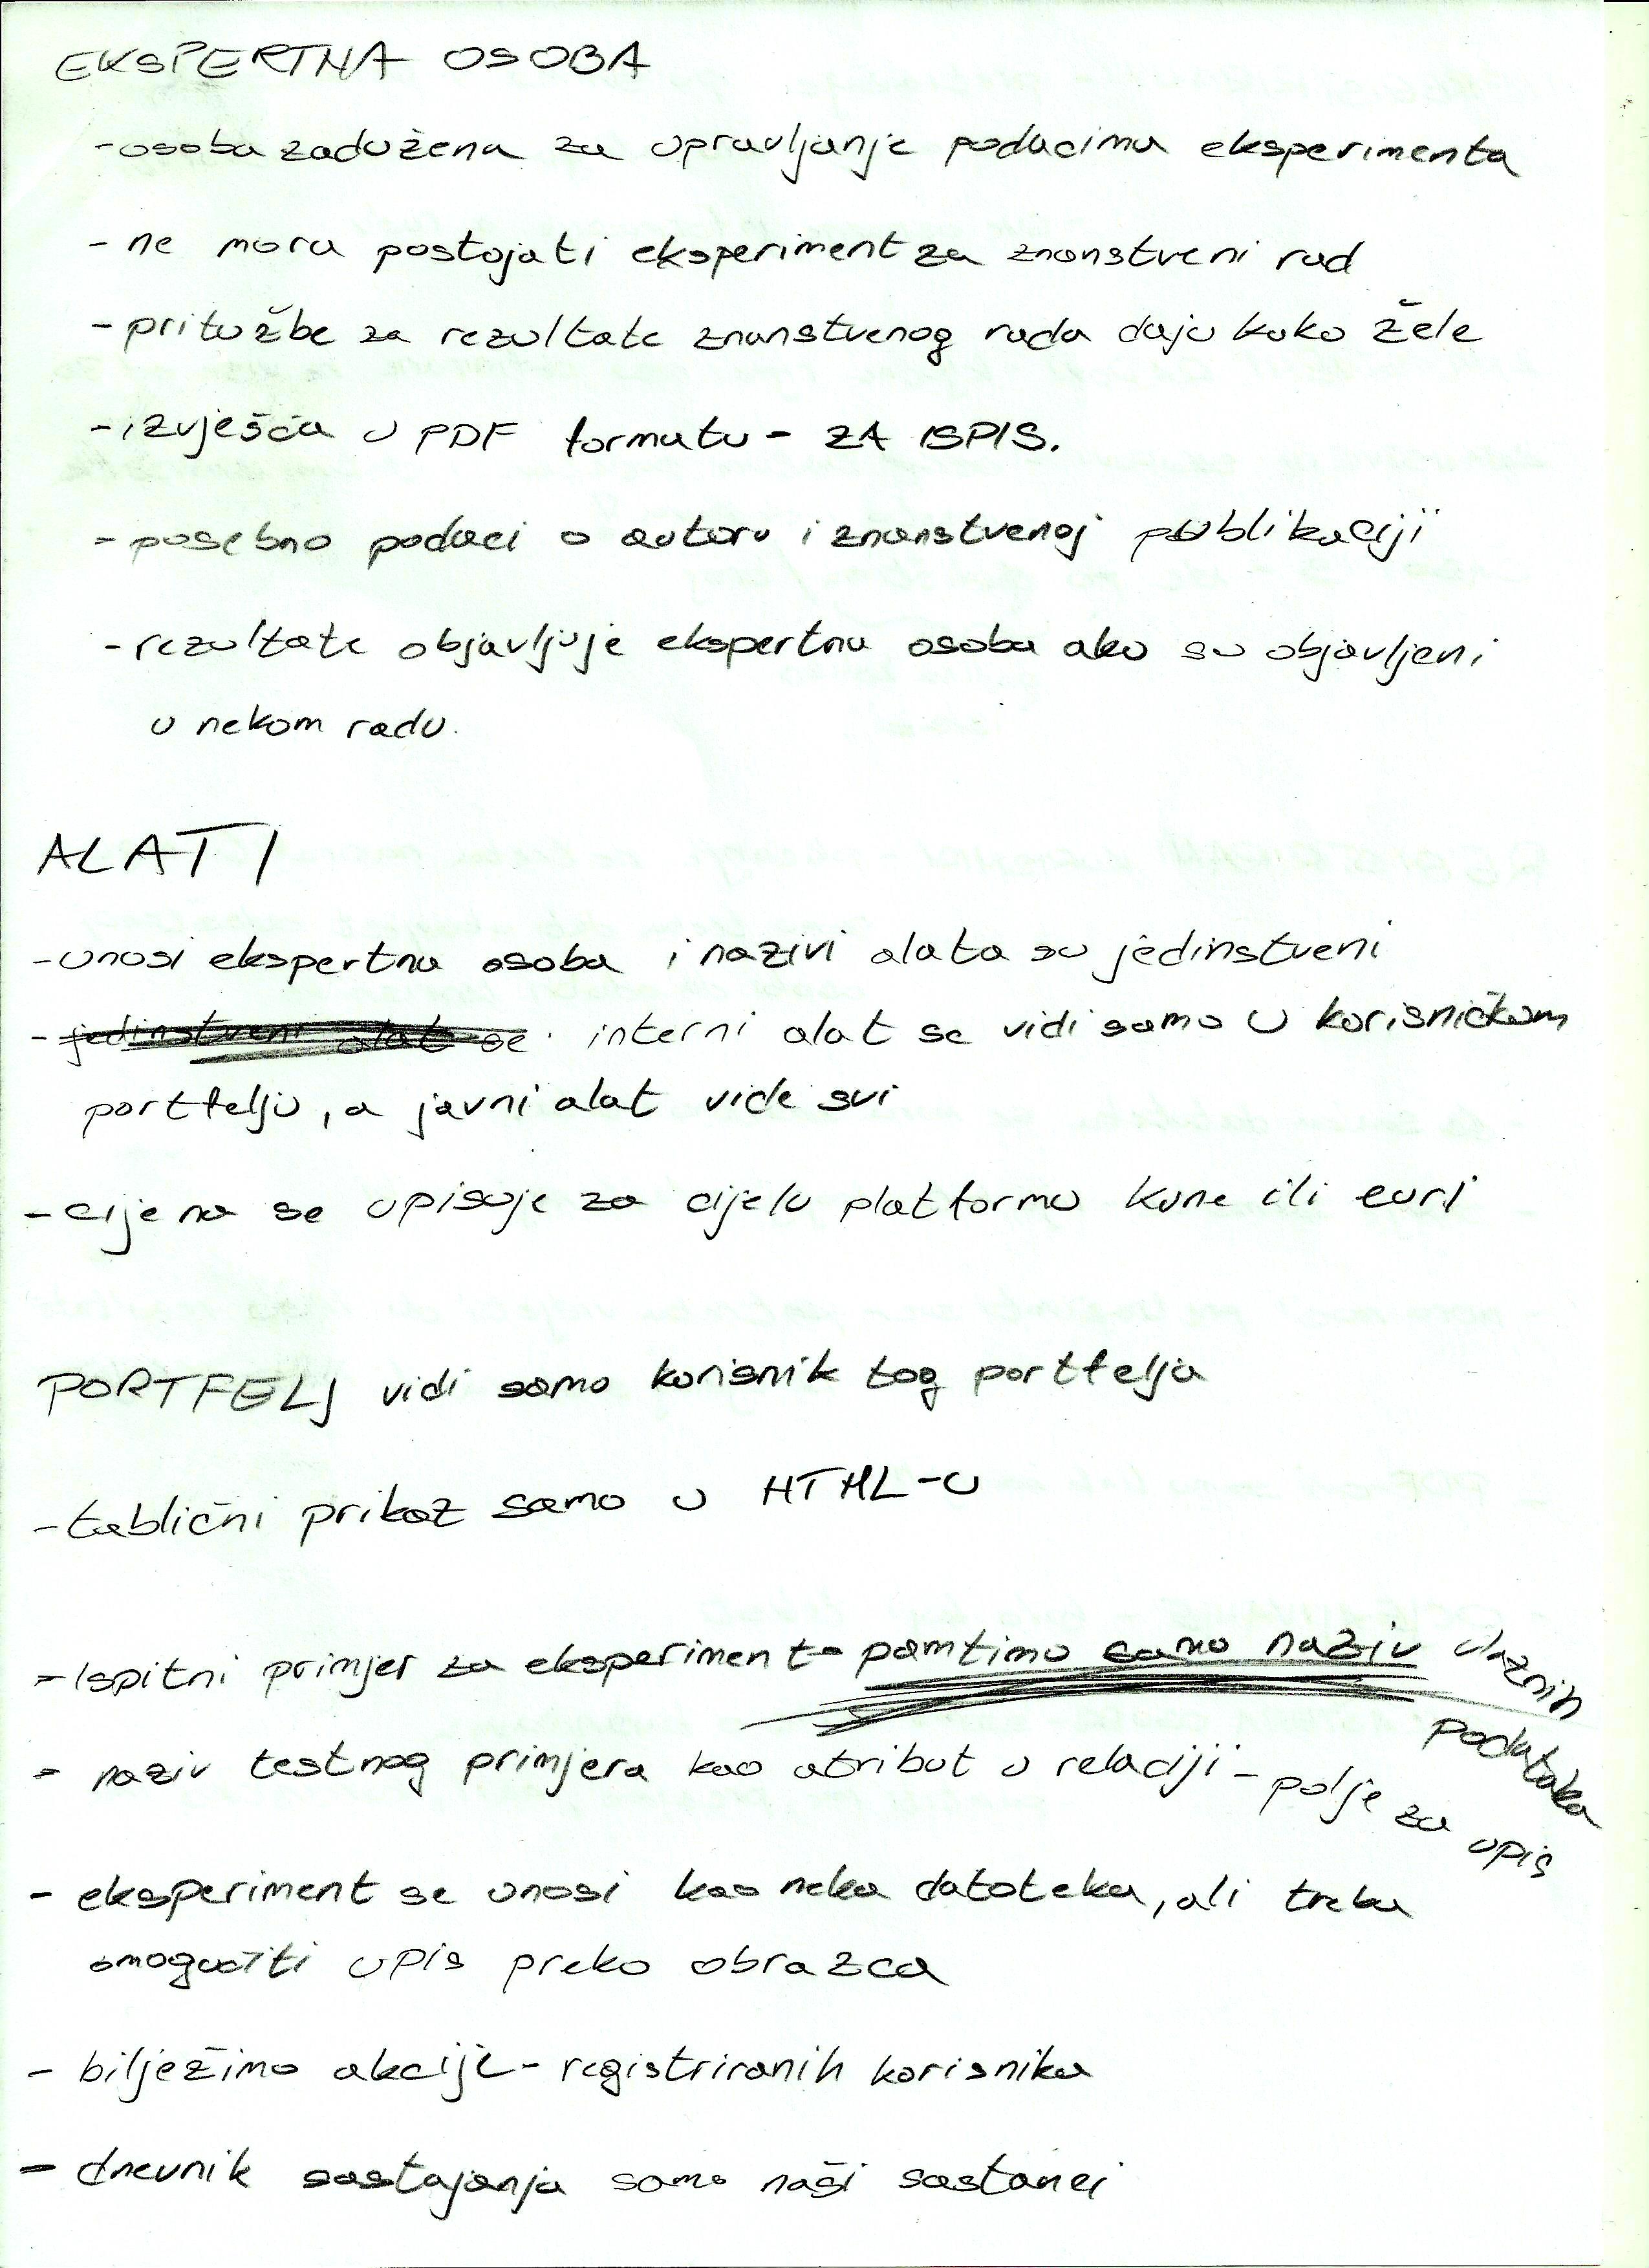 EKSPERTNA OSOBA
-osoba zadužena za upravljanje podacima eksperimenta
- ne mora postojati eksperiment za znanstveni rad
- pritužbe za rezultate znanstvenog rada daju kako žele
- izvješća u PDF formatu - ZA ISPIS.
- posebno podaci o autoru i znanstvenoj publikaciji
- rezultate objavljuje ekspertna osoba ako su objavljeni
u nekom radu.
ALATI
- unosi ekspertna osoba i nazivi alata su jedinstveni
- jedinstveni alat se interni alat se vidi samo u korisničkom
portfelju, a javni alat vide svi
- cijena se upisuje za cijelu platformu kune ili euri
PORTFELJ vidi samo korisnik tog portfelja
- tablični prikaz samo u HTML-u
- Ispitni primjer za eksperiment - pamtimo samo naziv ulaznih podataka
- naziv testnog primjera kao atribut u relaciji - polje za upis
- eksperiment se unosi kao neka datoteka, ali treba
omogućiti upis preko obrazca
- bilježimo akcije - registriranih korisnika
- dnevnik sastajanja samo naši sastanci